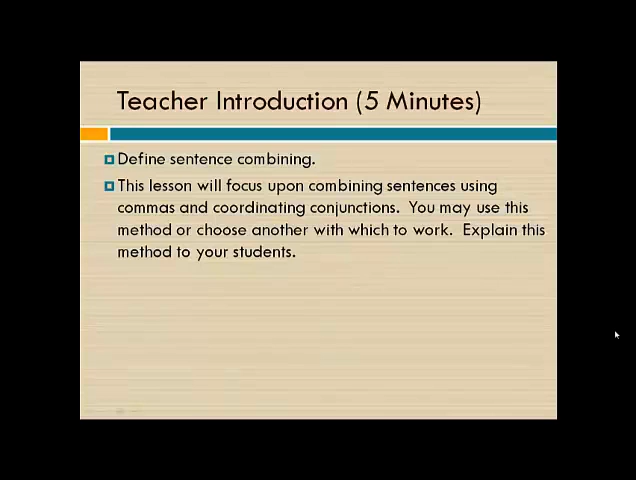 Teacher Introduction (5 Minutes)
Define sentence combining.
This lesson will focus upon combining sentences using
commas and coordinating conjunctions.  You may use this
method or choose another with which to work.  Explain this
method to your students.